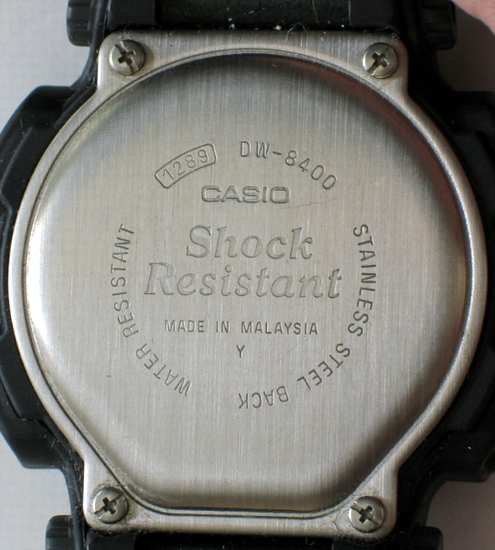 1289 DW-8400
CASIO
Shock
Resistant
MADE IN MALAYSIA
Y
WATER RESISTANT
STAINLESS STEEL BACK